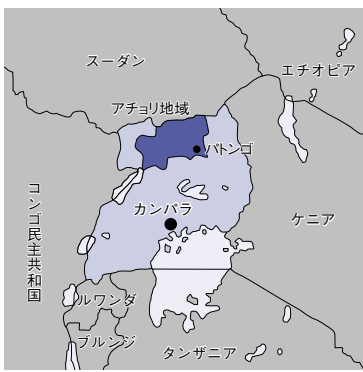 スーダン
エチオピア
アチョリ地域
パトンゴ
カンパラ
ケニア
コンゴ民主共和国
ルワンダ
ブルンジ
タンザニア